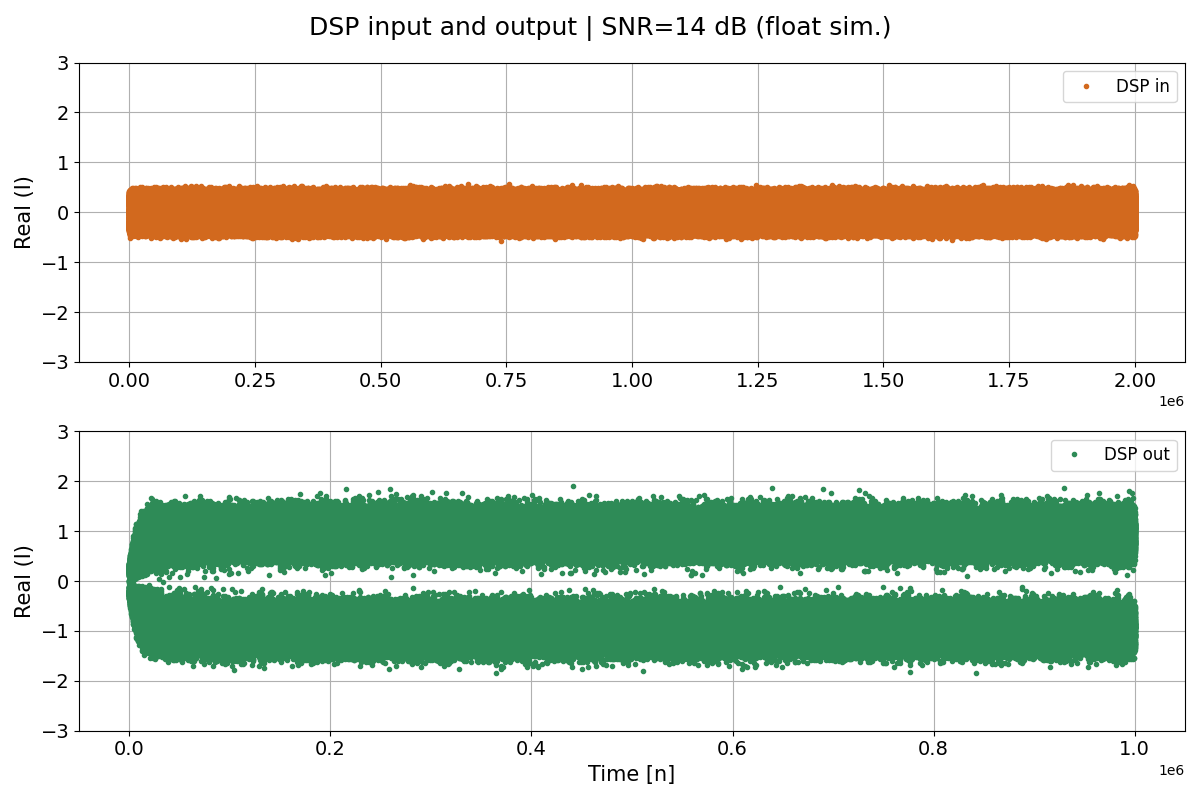 DSP input and output | SNR=14 dB (float sim.)
3
2
1
0
−1
−2
−3
Real (I)
DSP in
0.00 0.25 0.50 0.75 1.00 1.25 1.50 1.75 2.00
1e6
3
2
1
0
−1
−2
−3
Real (I)
DSP out
0.0 0.2 0.4 0.6 0.8 1.0
1e6
Time [n]